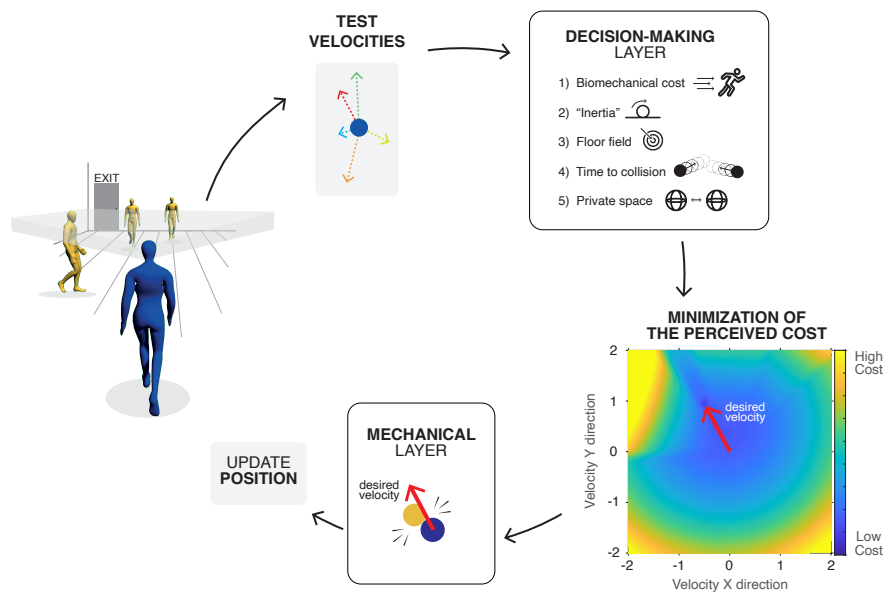 TEST
VELOCITIES
DECISION-MAKING
LAYER
1) Biomechanical cost
2) "Inertia"
3) Floor field
4) Time to collision
5) Private space
EXIT
MINIMIZATION OF
THE PERCEIVED COST
High
Cost
Low
Cost
desired
velocity
Velocity Y direction
2
1
0
-1
-2
-2
-1
0
1
2
Velocity X direction
MECHANICAL
LAYER
desired
velocity
UPDATE
POSITION